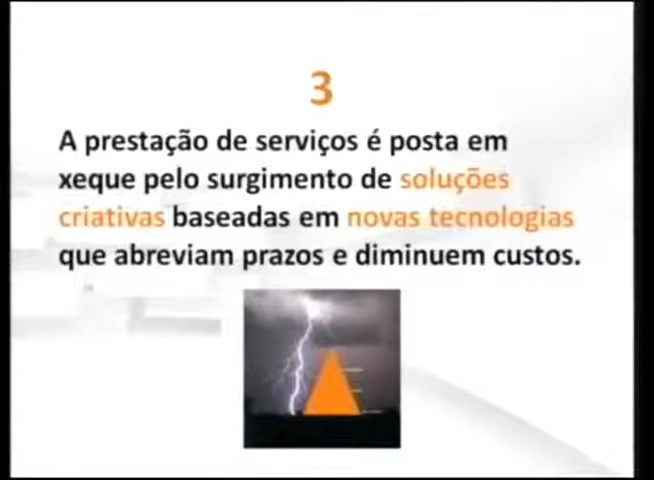 3
A prestação de serviços é posta em
xeque pelo surgimento de soluções
criativas baseadas em novas tecnologias
que abreviam prazos e diminuem custos.